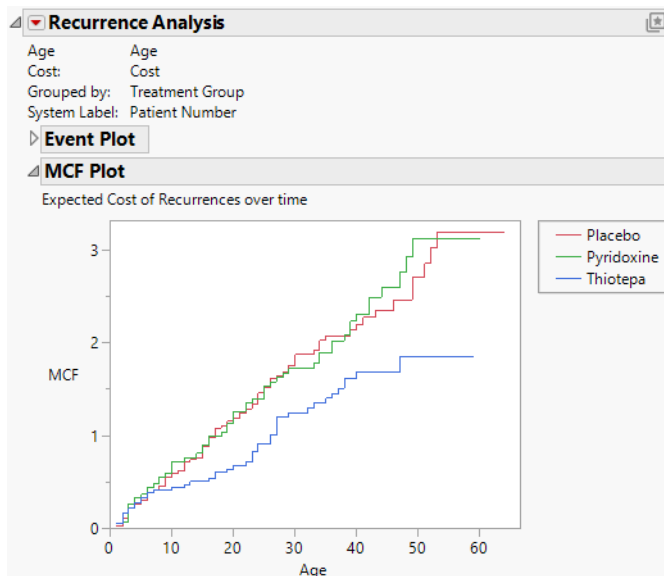 Recurrence Analysis
Age Age
Cost: Cost
Grouped by: Treatment Group
System Label: Patient Number
Event Plot
MCF Plot
Expected Cost of Recurrences over time
3
2
MCF
1
0
0 10 20 30 40 50 60
Age
Placebo
Pyridoxine
Thiotepa